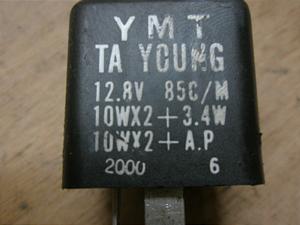 YMT
TA YOUNG
12.8V 85C/M
10WX2+3.4W
10WX2+A.P
2000 6